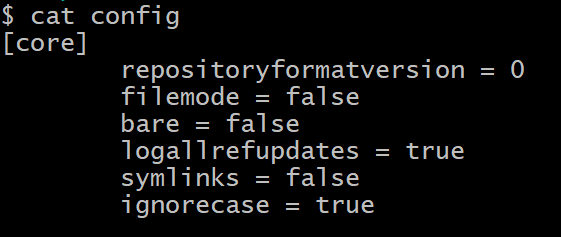 $ cat config
[core]
        repositoryformatversion = 0
        filemode = false
        bare = false
        logallrefupdates = true
        symlinks = false
        ignorecase = true